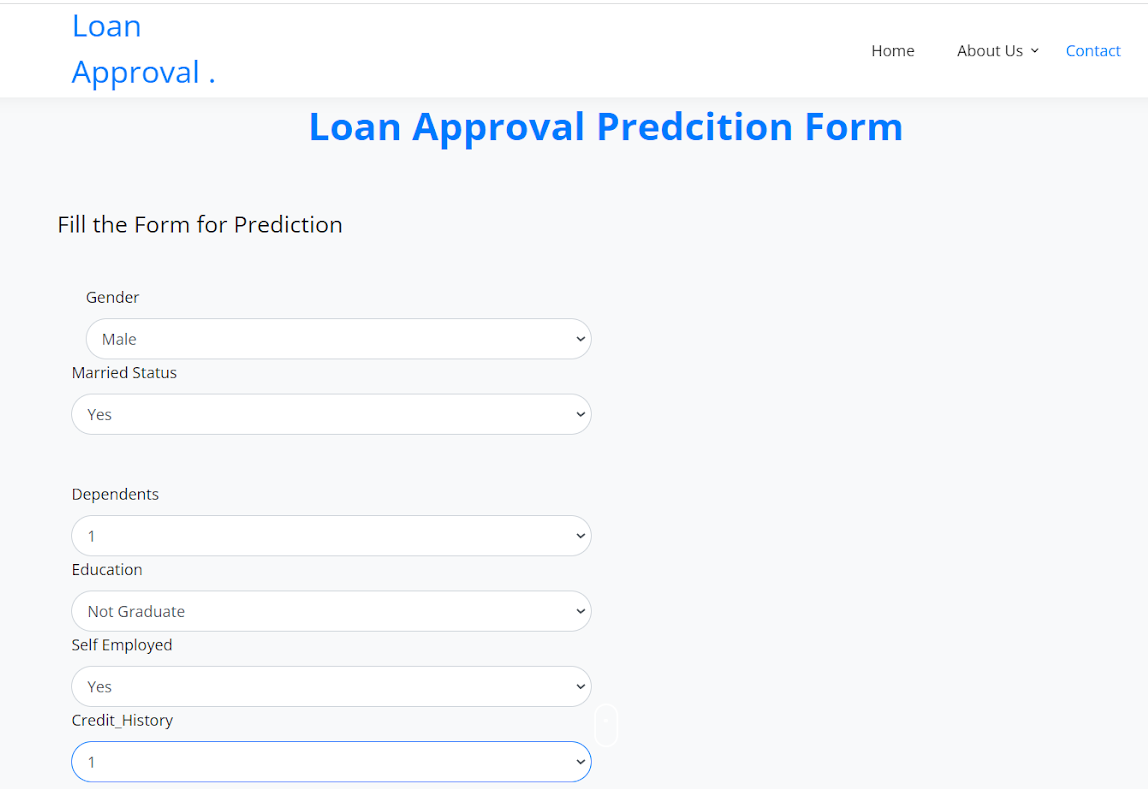 Loan
Approval .
Home About Us Contact
Loan Approval Predcition Form
Fill the Form for Prediction
Gender
Male
Married Status
Yes
Dependents
1
Education
Not Graduate
Self Employed
Yes
Credit_History
1